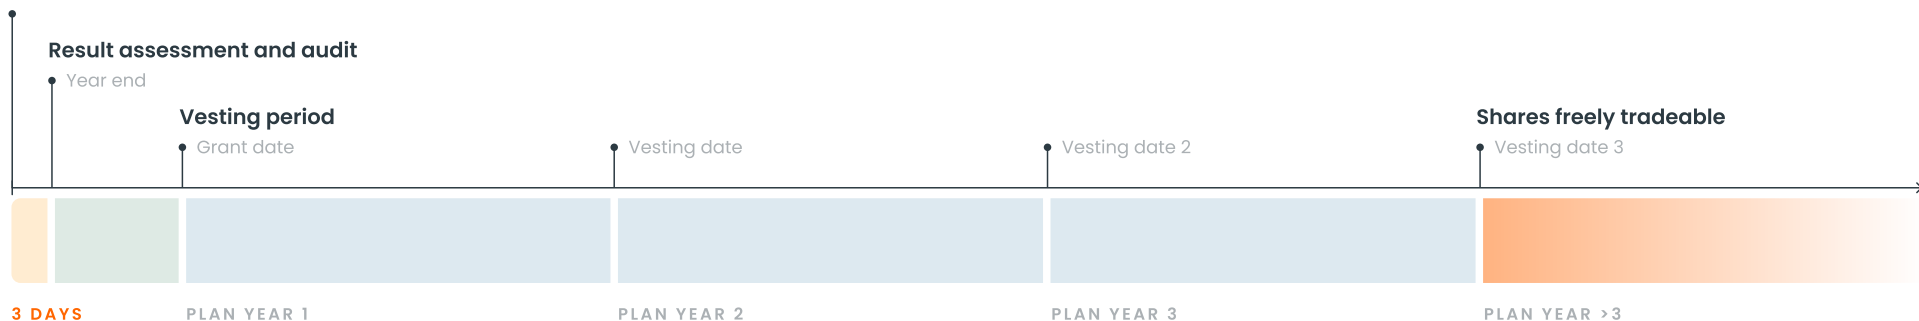 Result assessment and audit
Year end
Vesting period
Shares freely tradeable
Grant date
Vesting date
Vesting date 2
Vesting date 3
3 DAYS
PLAN YEAR 1
PLAN YEAR 2
PLAN YEAR 3
PLAN YEAR >3